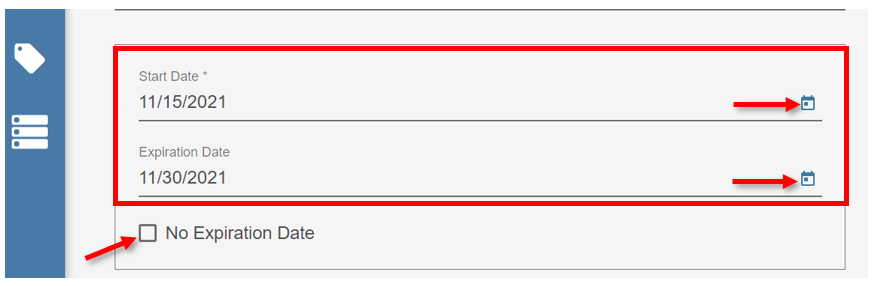 Start Date *
11/15/2021
Expiration Date
11/30/2021
No Expiration Date